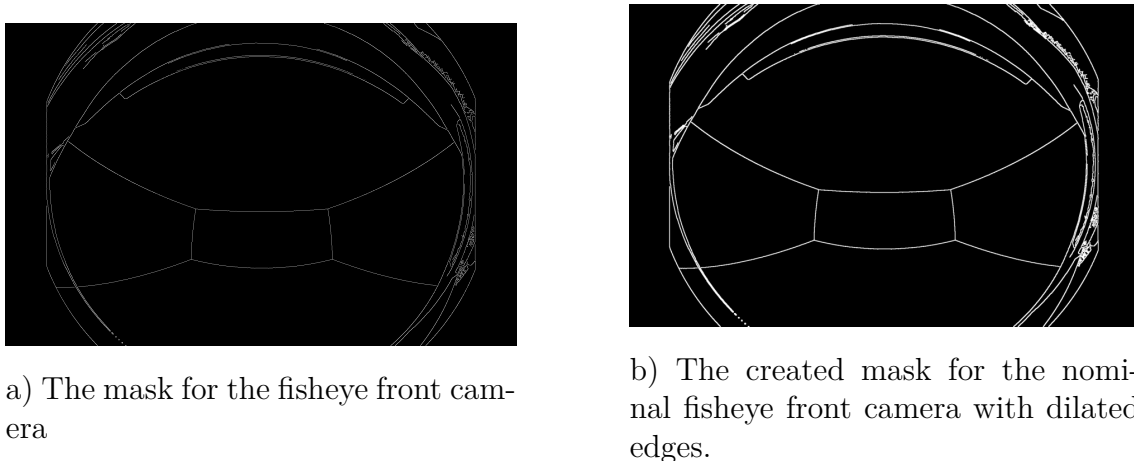 a) The mask for the fisheye front cam-
era
b) The created mask for the nomi-
nal fisheye front camera with dilated
edges.